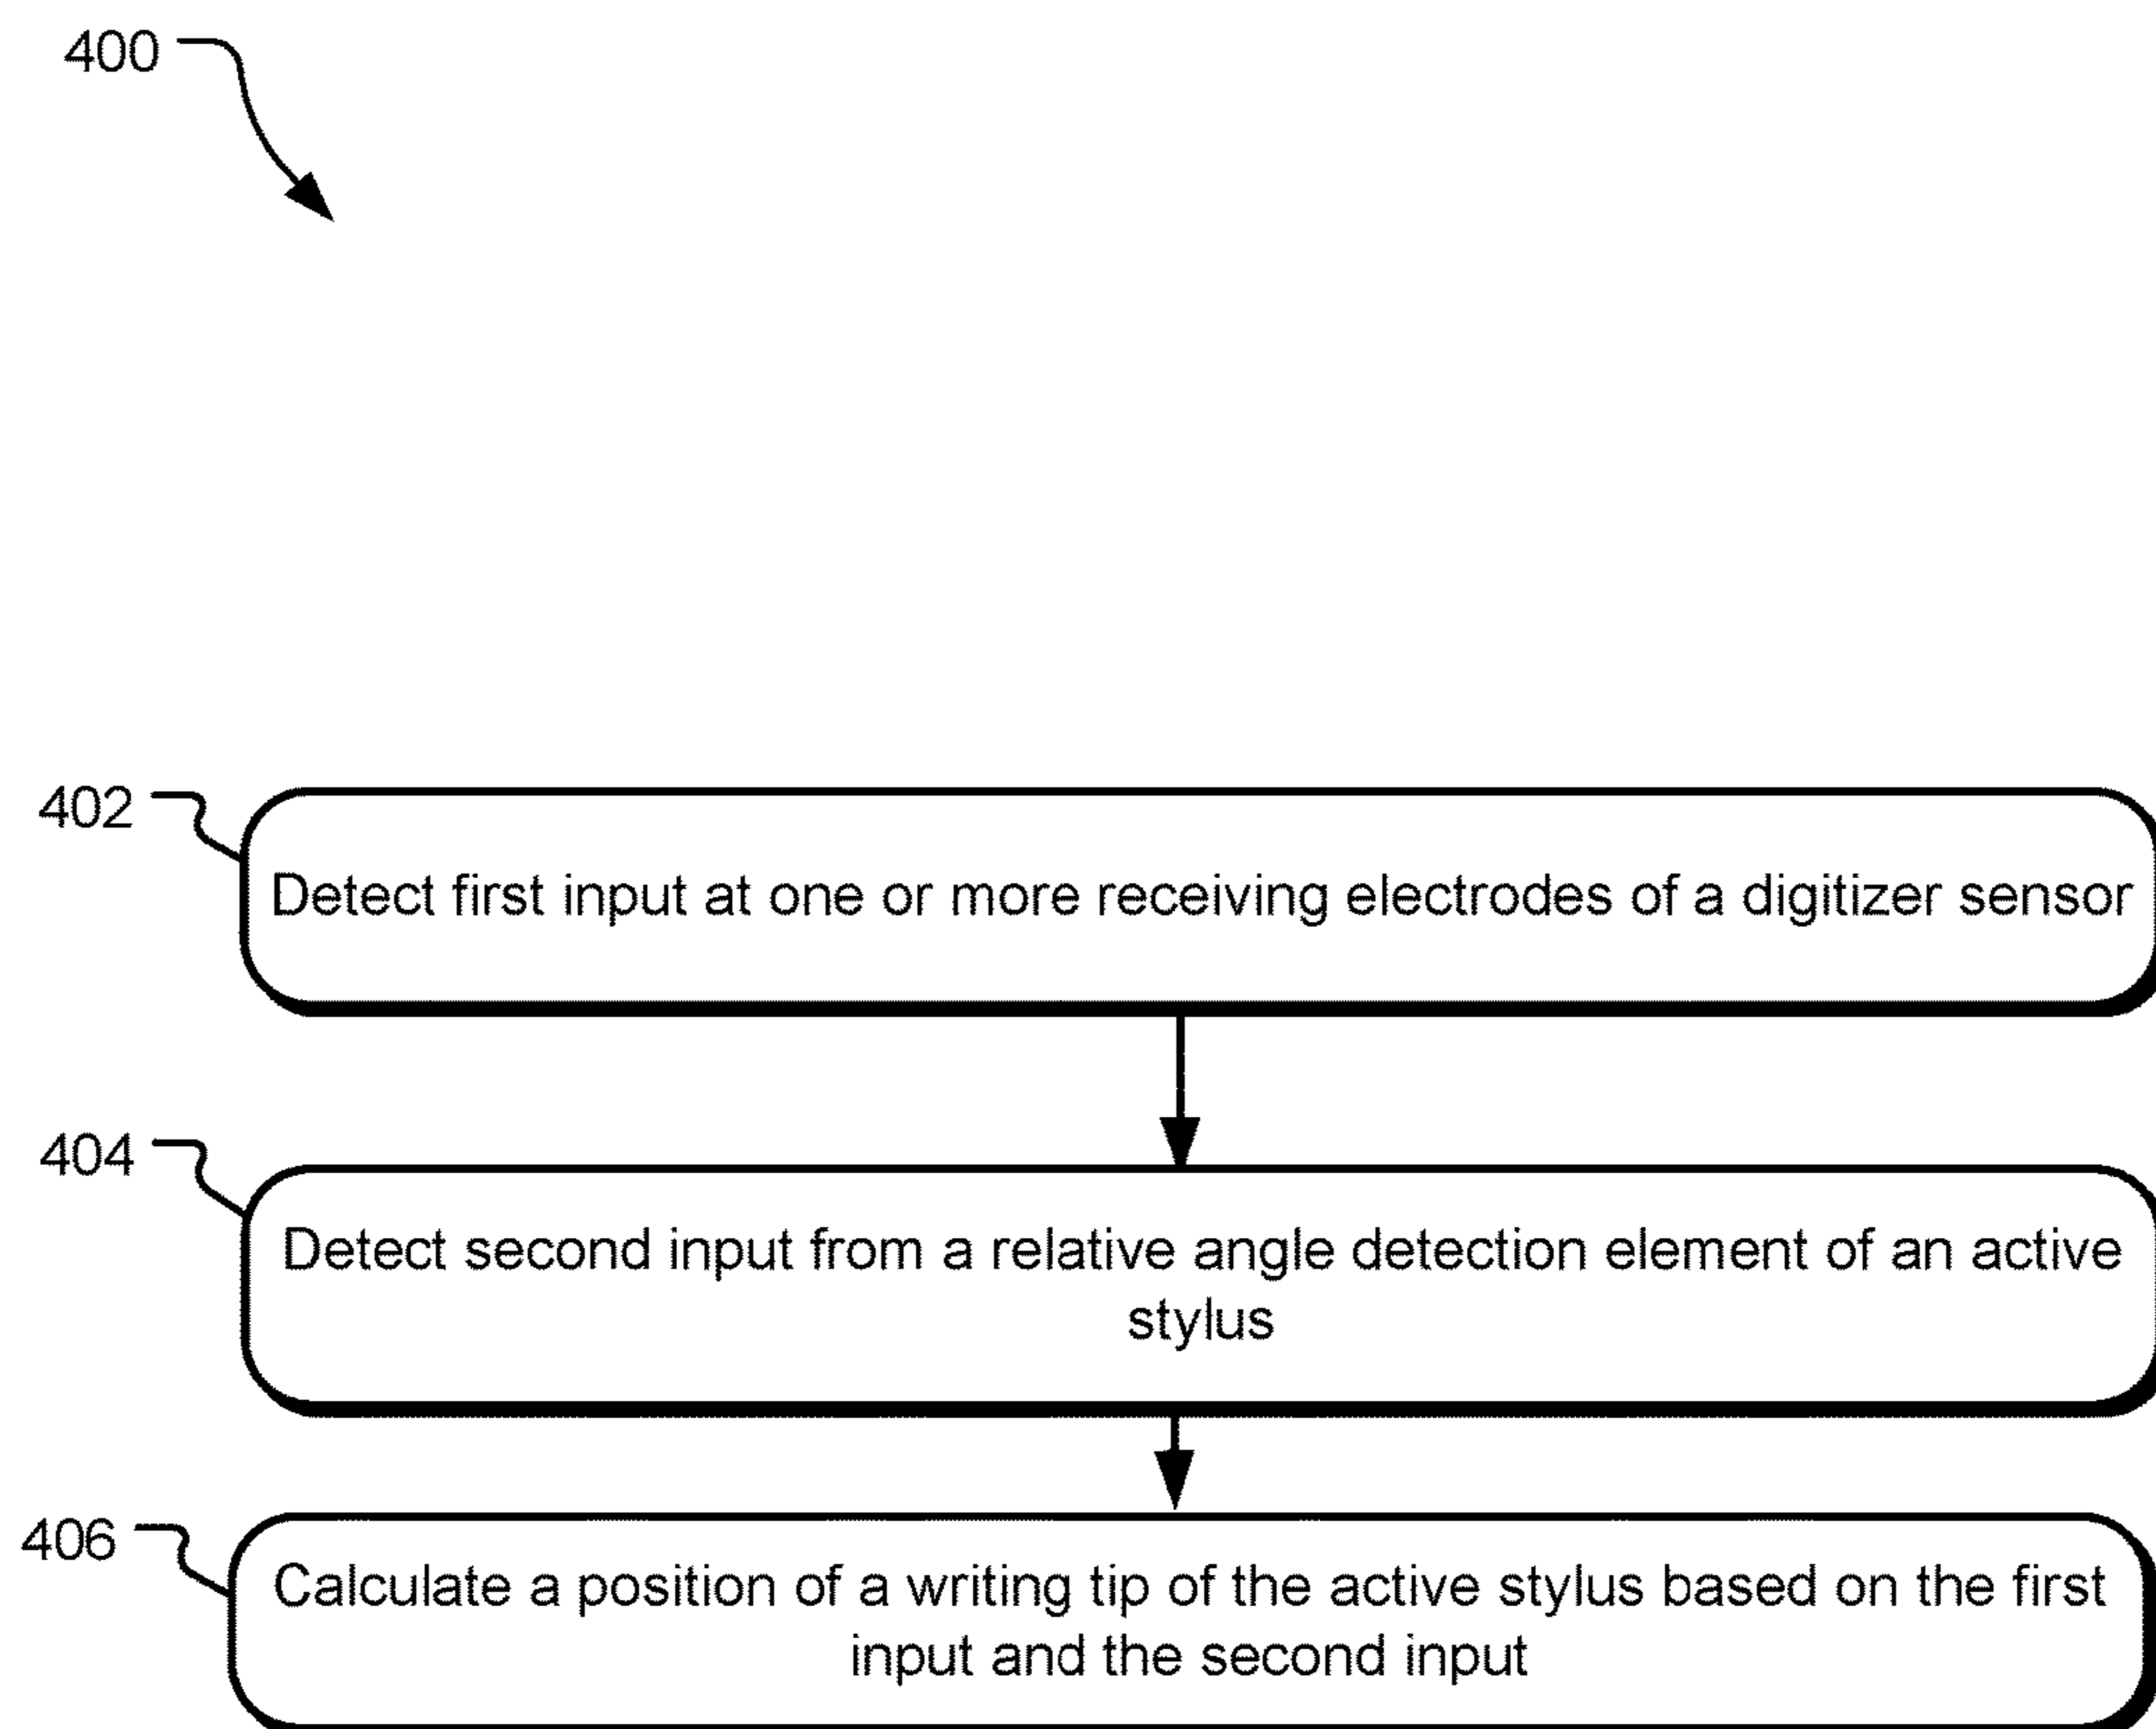 400
402
Detect first input at one or more receiving electrodes of a digitizer sensor
404
Detect second input from a relative angle detection element of an active
stylus
406
Calculate a position of a writing tip of the active stylus based on the first
input and the second input